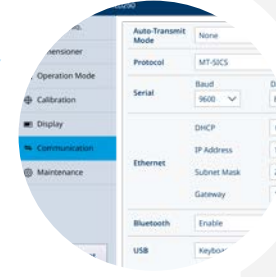 Auto-Transmit
Mode
None
Operation Mode
Protocol
MT-SICS
Calibration
Baud
Serial
9600
Display
DHCP
Communication
IP Address
Ethernet
Maintenance
Subnet Mask
Gateway
Bluetooth
Enable
USB